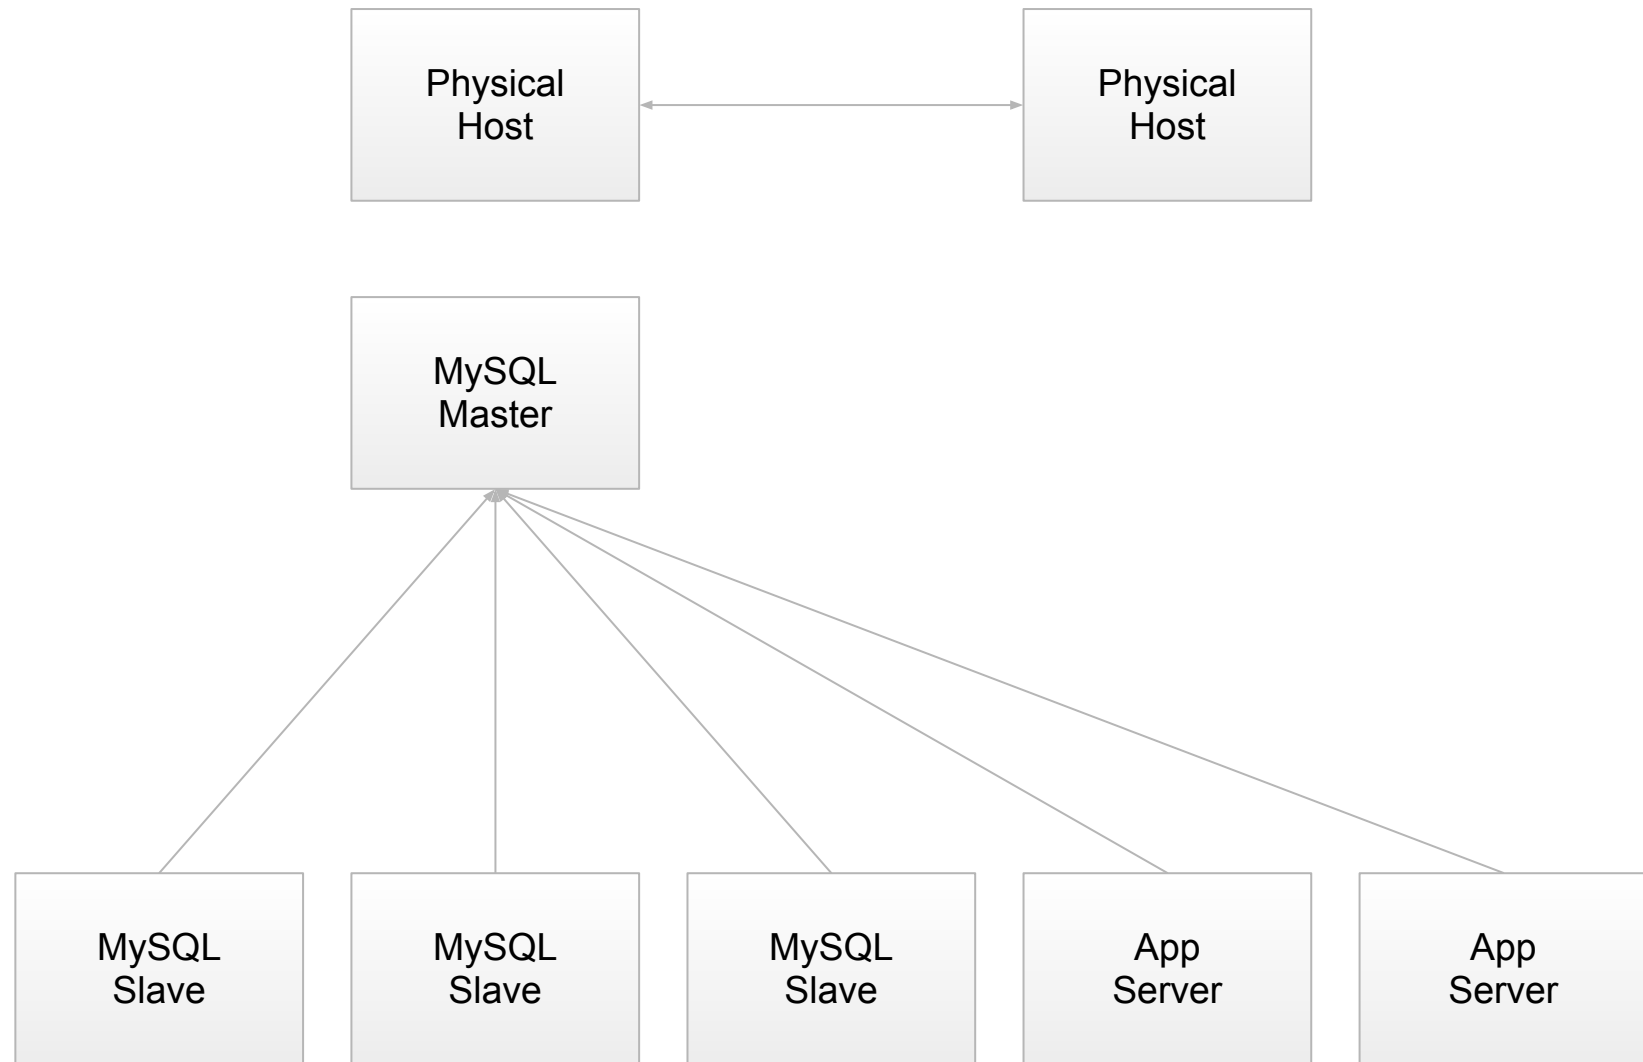 Physical
Host
Physical
Host
MySQL
Master
MySQL
Slave
MySQL
Slave
MySQL
Slave
App
Server
App
Server